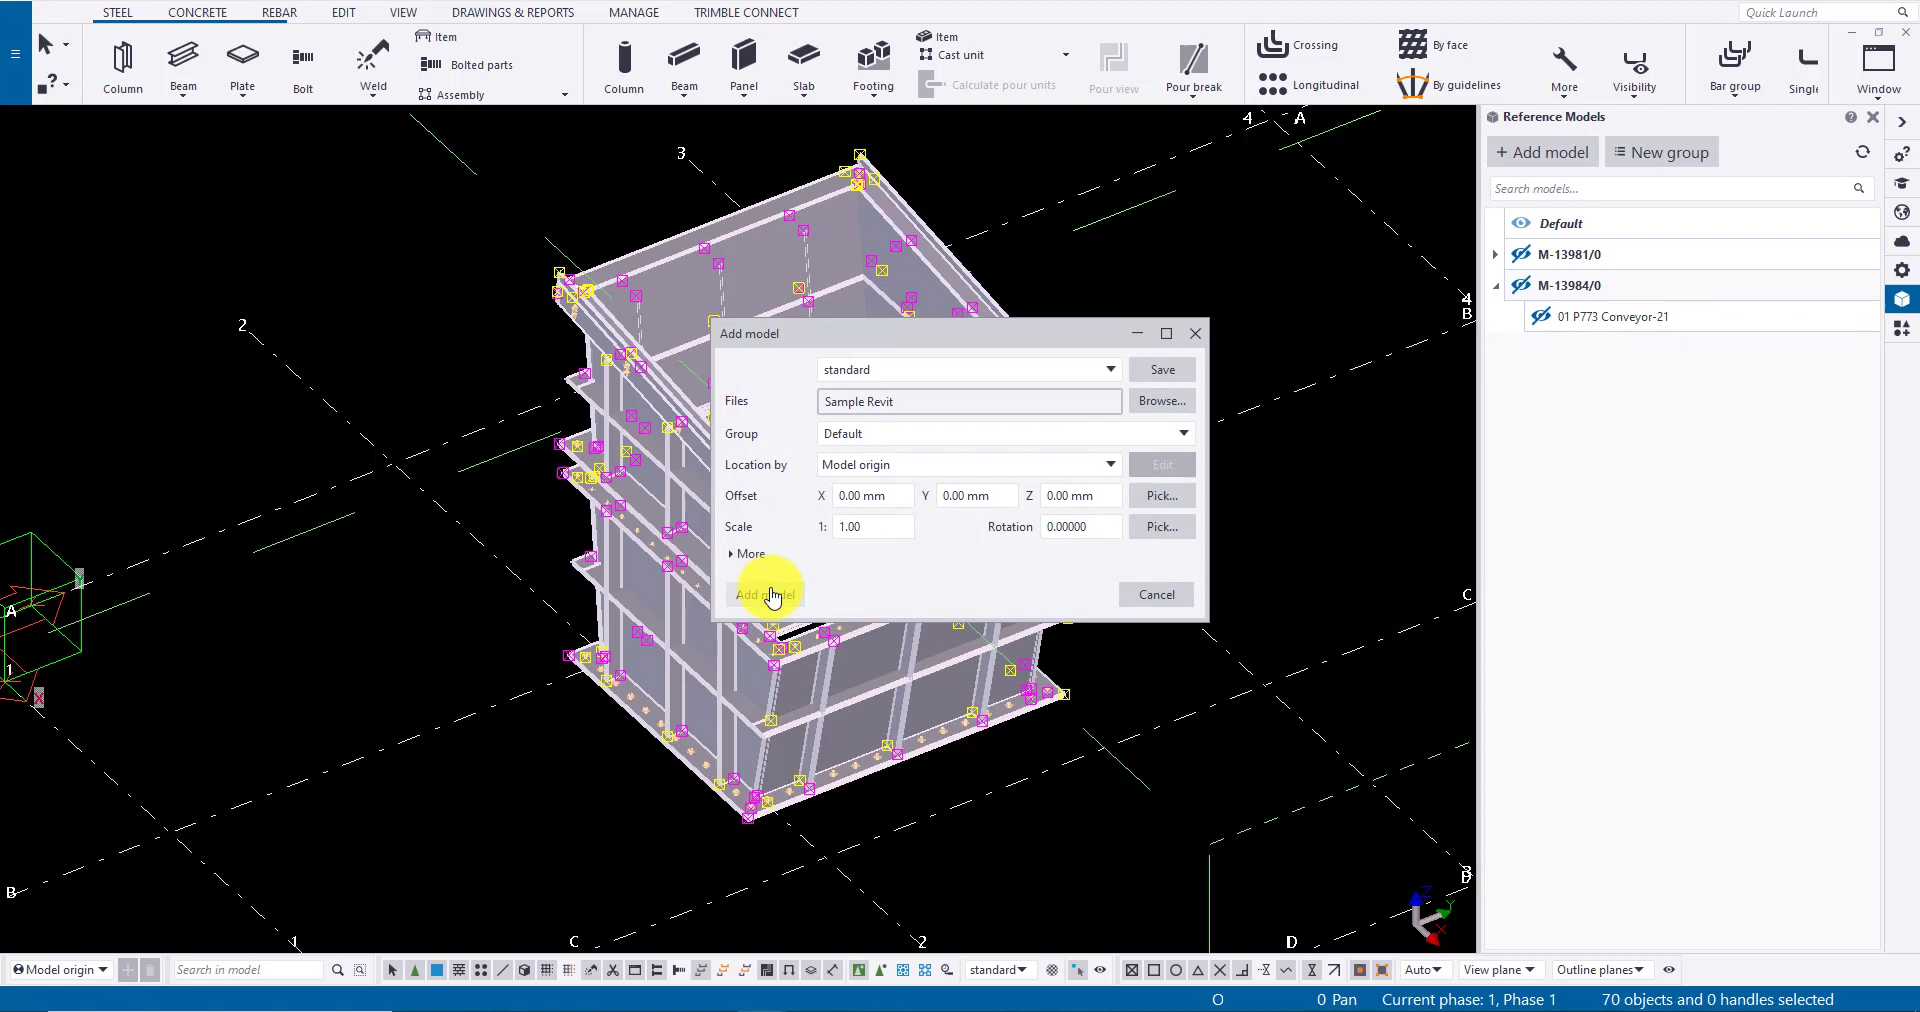 STEEL CONCRETE REBAR EDIT VIEW DRAWINGS & REPORTS MANAGE TRIMBLE CONNECT Quick Launch
Column Beam Plate Bolt Weld
Item
Bolted parts
Assembly
Column Beam Panel Slab Footing
Item
Cast unit
Calculate pour units
Pour view Pour break
Crossing
Longitudinal
By face
By guidelines
More Visibility Bar group Single Window
Reference Models
+ Add model New group
Search models...
Default
M-13981/0
M-13984/0
01 P773 Conveyor-21
Add model
standard Save
Files Sample Revit Browse...
Group Default
Location by Model origin Edit
Offset X 0.00 mm Y 0.00 mm Z 0.00 mm Pick...
Scale 1: 1.00 Rotation 0.00000 Pick...
More
Add model Cancel
4 A
3
2
4
B
A
1
Y
X
C
B
1
C
2
D
3
Z
Y
X
Model origin Search in model standard Auto View plane Outline planes
O 0 Pan Current phase: 1, Phase 1 70 objects and 0 handles selected